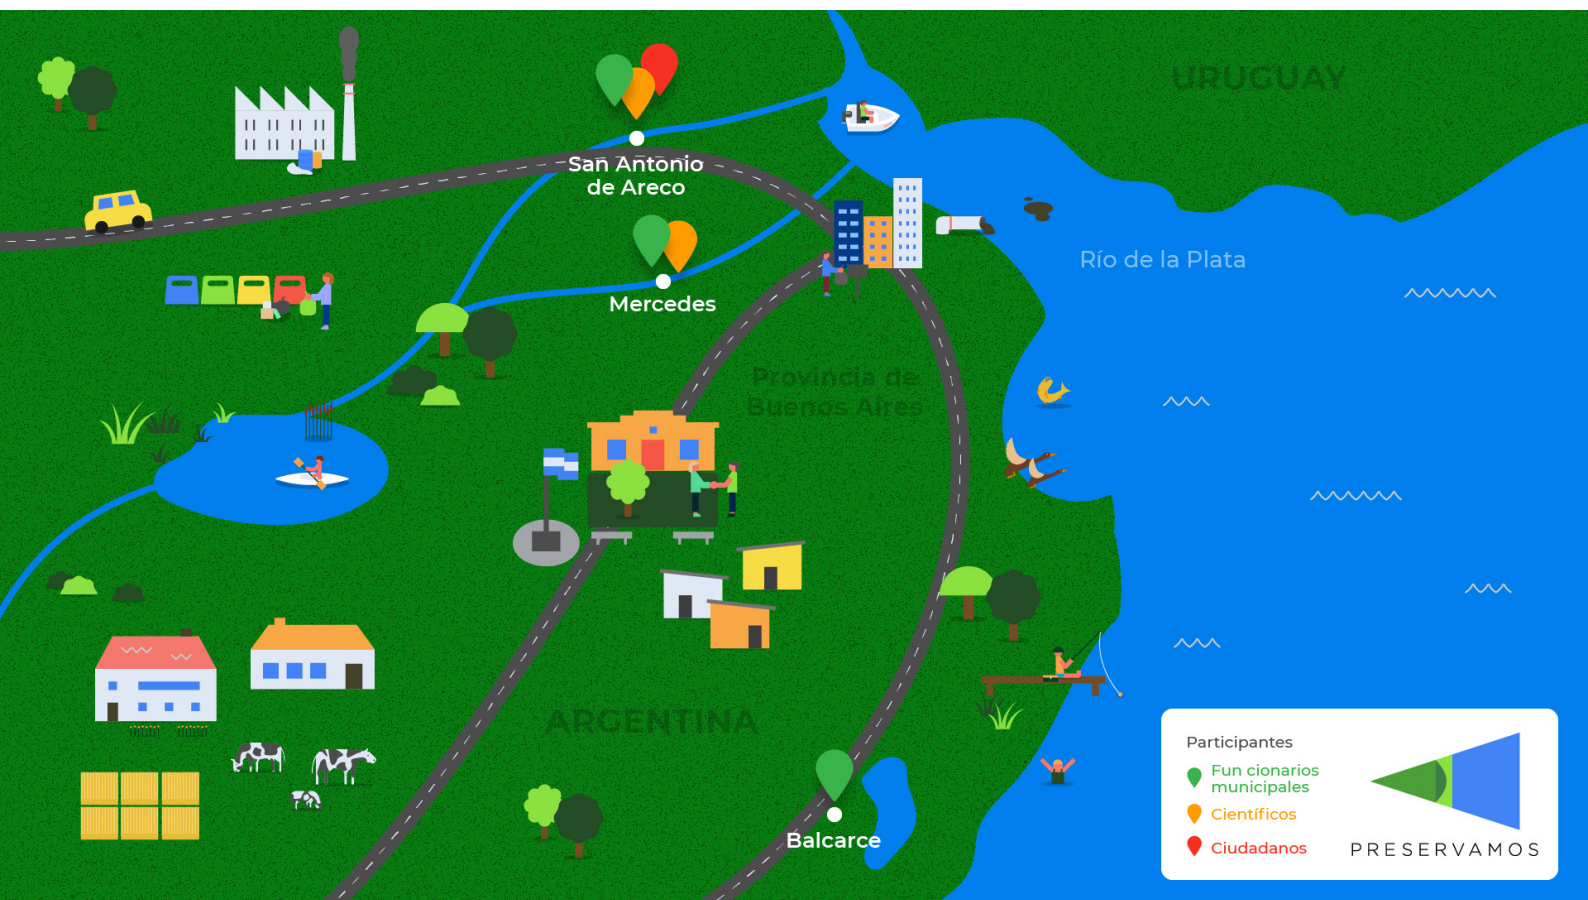 URUGUAY
San Antonio
de Areco
Río de la Plata
Mercedes
Provincia de
Buenos Aires
ARGENTINA
Balcarce
Participantes
Fun cionarios
municipales
Científicos
Ciudadanos
PRESERVAMOS